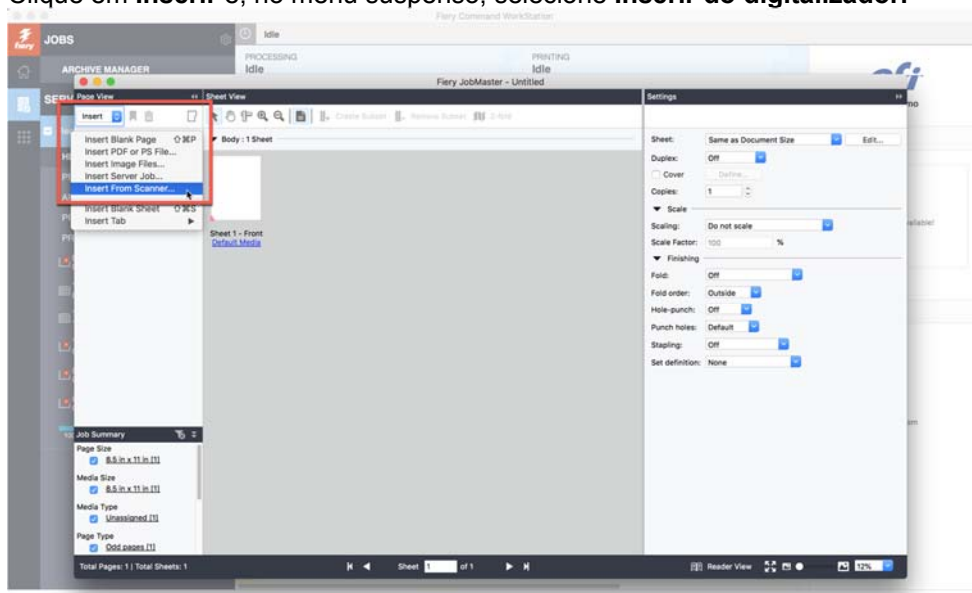 Clique em Inserir e, no menu suspenso, selecione Inserir do digitalizador.
Fiery Command WorkStation
fiery
JOBS
Idle
ARCHIVE MANAGER
PROCESSING
Idle
PRINTING
Idle
efi
Fiery JobMaster - Untitled
Page View
Sheet View
Settings
Insert
Create Subset
Remove Subset
Z-fold
Insert Blank Page ⇧⌘P
Insert PDF or PS File...
Insert Image Files...
Insert Server Job...
Insert From Scanner...
Insert Blank Sheet ⇧⌘S
Insert Tab
Body : 1 Sheet
Sheet 1 - Front
Default Media
Sheet: Same as Document Size Edit...
Duplex: Off
Cover Define...
Copies: 1
Scale
Scaling: Do not scale
Scale Factor: 100 %
Finishing
Fold: Off
Fold order: Outside
Hole-punch: Off
Punch holes: Default
Stapling: Off
Set definition: None
Job Summary
Page Size
8.5 in x 11 in [1]
Media Size
8.5 in x 11 in [1]
Media Type
Unassigned [1]
Page Type
Odd pages [1]
Total Pages: 1 | Total Sheets: 1
Sheet 1 of 1
Reader View
12%